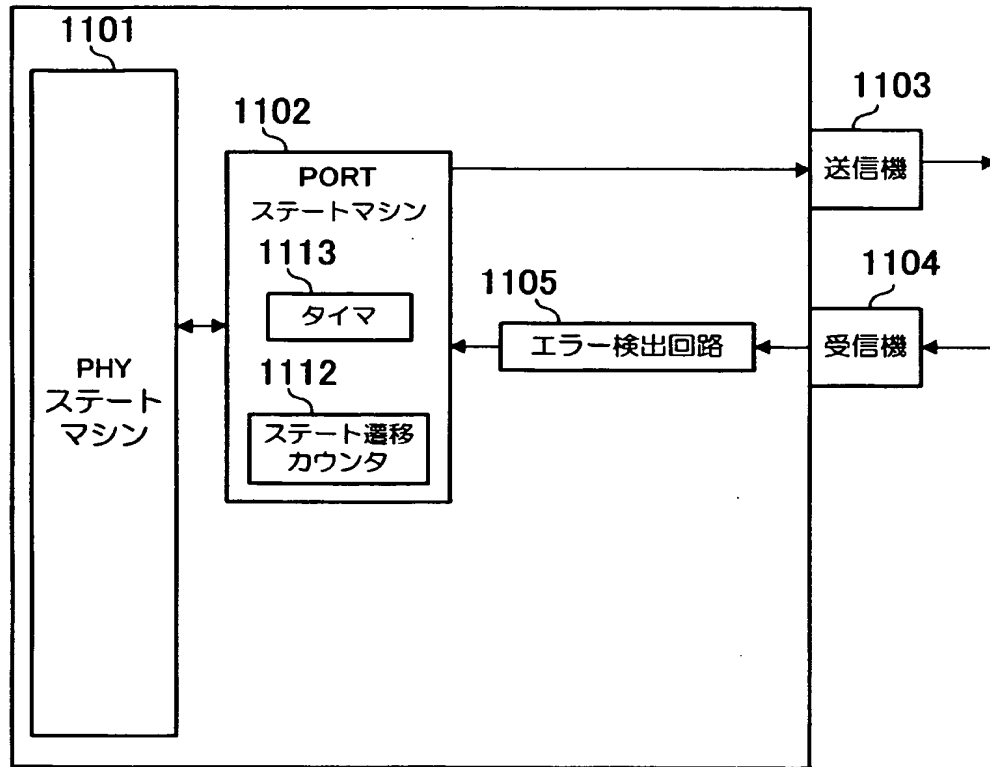 1101
1102
1103
PORT
ステートマシン
送信機
1113
タイマ
1105
1104
エラー検出回路
受信機
1112
ステート遷移
カウンタ
PHY
ステート
マシン